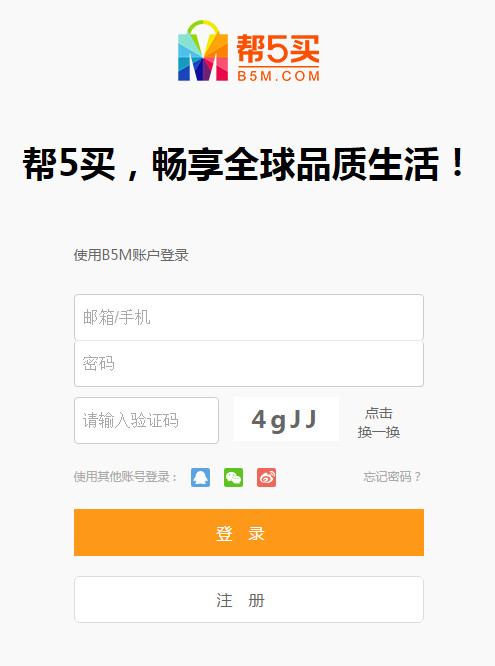 帮5买
B5M.COM
帮5买，畅享全球品质生活！
使用B5M账户登录
邮箱/手机
密码
请输入验证码
4gJJ
点击
换一换
使用其他账号登录：
忘记密码？
登 录
注 册